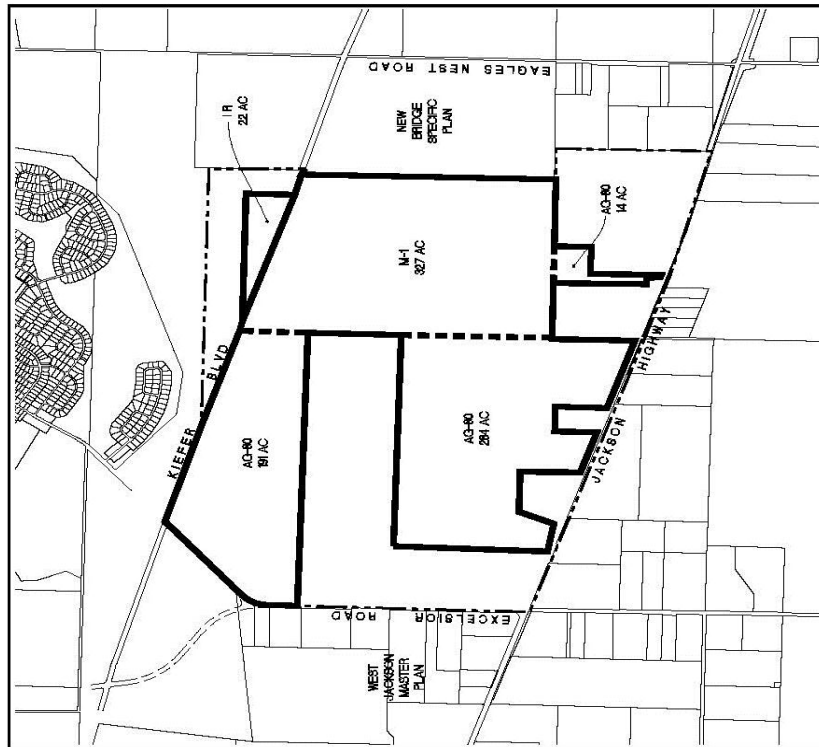 EAGLES NEST ROAD
IR
22 AC
NEW
BRIDGE
SPECIFIC
PLAN
AG-80
14 AC
M-1
327 AC
KIEFER BLVD
JACKSON HIGHWAY
AG-80
191 AC
AG-80
284 AC
EXCELSIOR ROAD
WEST
JACKSON
MASTER
PLAN